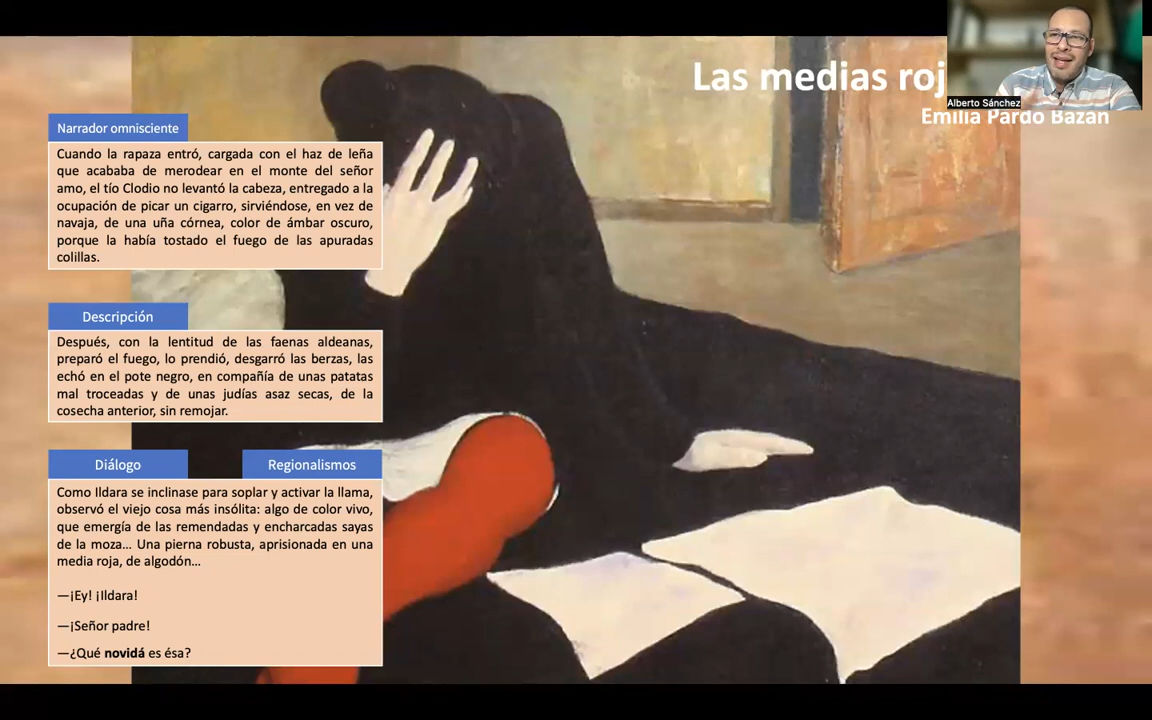 Las medias roj
Emilia Pardo Bazán
Alberto Sánchez
Narrador omnisciente
Cuando la rapaza entró, cargada con el haz de leña
que acababa de merodear en el monte del señor
amo, el tío Clodio no levantó la cabeza, entregado a la
ocupación de picar un cigarro, sirviéndose, en vez de
navaja, de una uña córnea, color de ámbar oscuro,
porque la había tostado el fuego de las apuradas
colillas.
Descripción
Después, con la lentitud de las faenas aldeanas,
preparó el fuego, lo prendió, desgarró las berzas, las
echó en el pote negro, en compañía de unas patatas
mal troceadas y de unas judías asaz secas, de la
cosecha anterior, sin remojar.
Diálogo
Regionalismos
Como Ildara se inclinase para soplar y activar la llama,
observó el viejo cosa más insólita: algo de color vivo,
que emergía de las remendadas y encharcadas sayas
de la moza... Una pierna robusta, aprisionada en una
media roja, de algodón...
—¡Ey! ¡Ildara!
—¡Señor padre!
—¿Qué novidá es ésa?